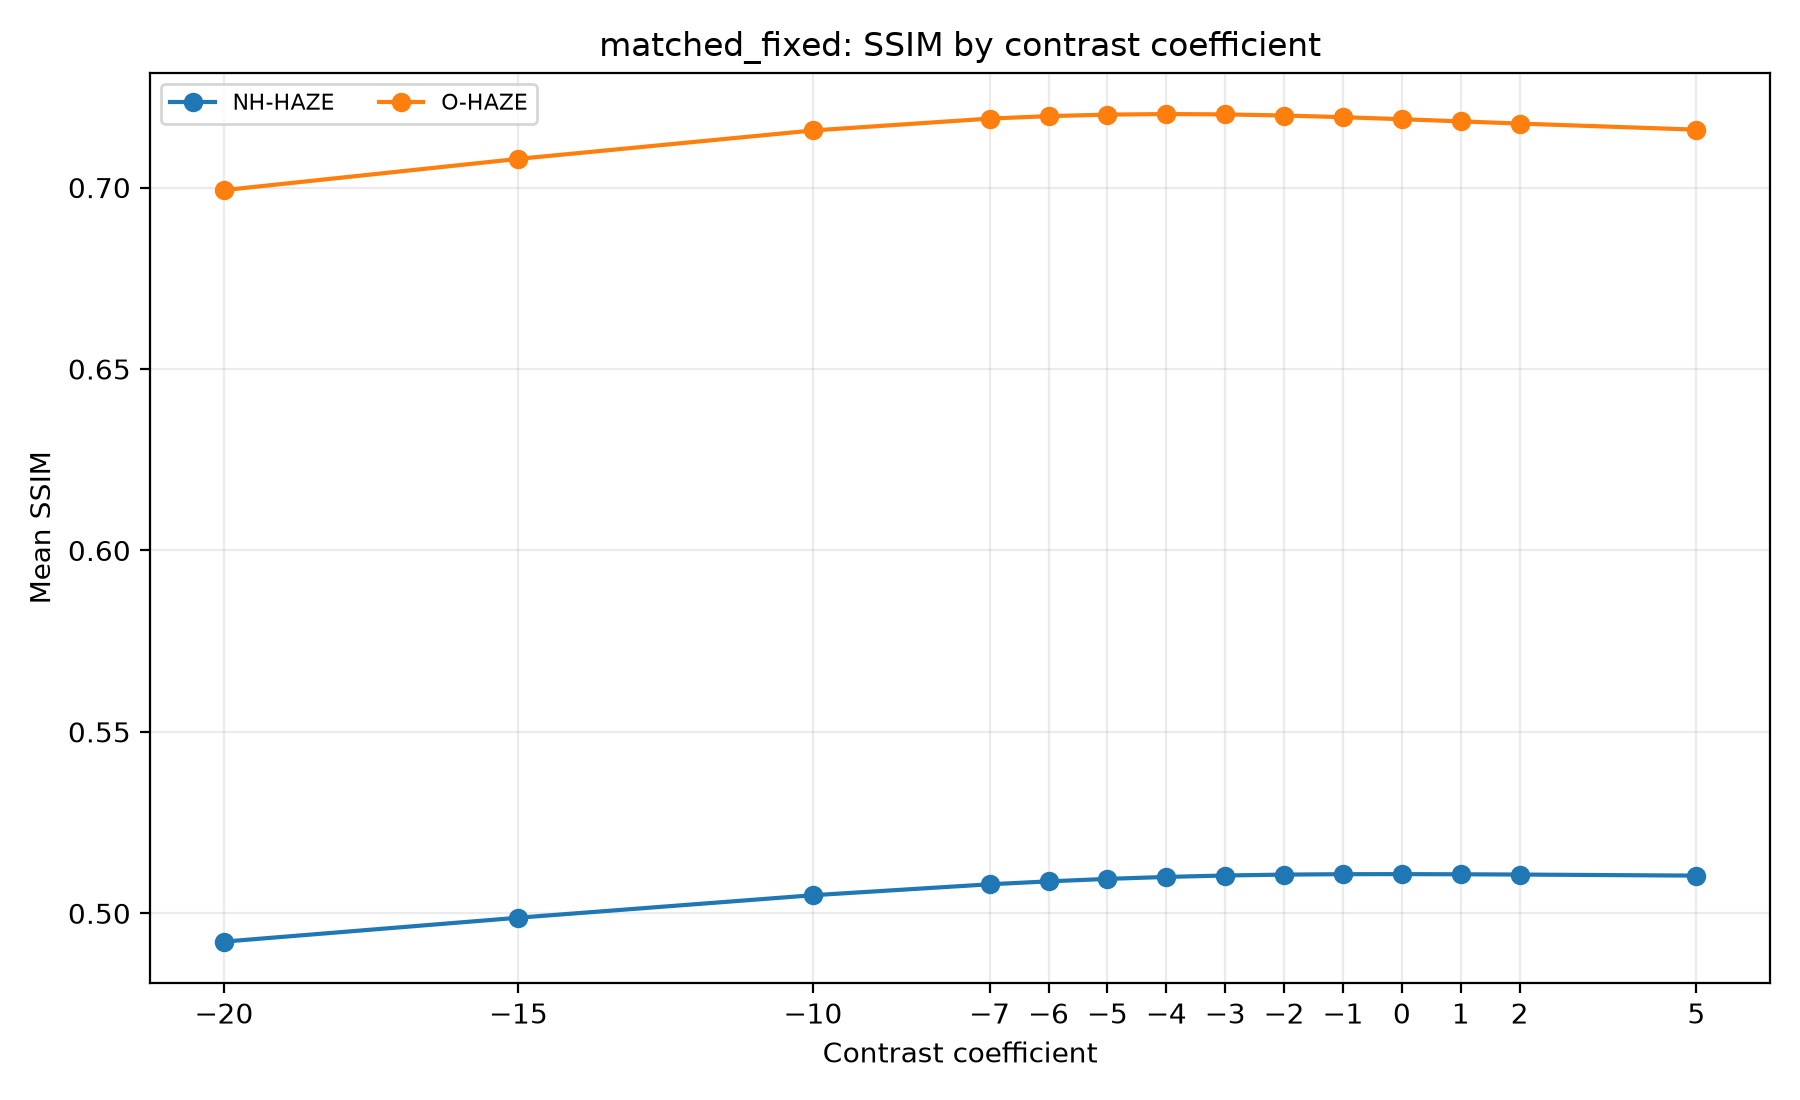 matched_fixed: SSIM by contrast coefficient
NH-HAZE O-HAZE
Mean SSIM
0.70
0.65
0.60
0.55
0.50
−20 −15 −10 −7 −6 −5 −4 −3 −2 −1 0 1 2 5
Contrast coefficient